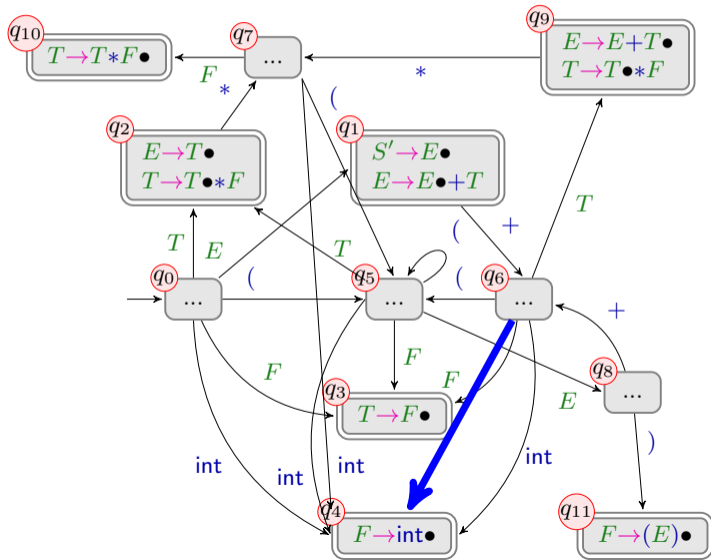 q10
T→T*F●
q7
...
q9
E→E+T●
T→T●*F
F
*
(
*
q2
E→T●
T→T●*F
q1
S′→E●
E→E●+T
T
E
T
(
+
T
q0
...
(
q5
...
(
q6
...
+
F
F
F
q8
...
E
q3
T→F●
int
int
int
int
)
q4
F→int●
q11
F→(E)●